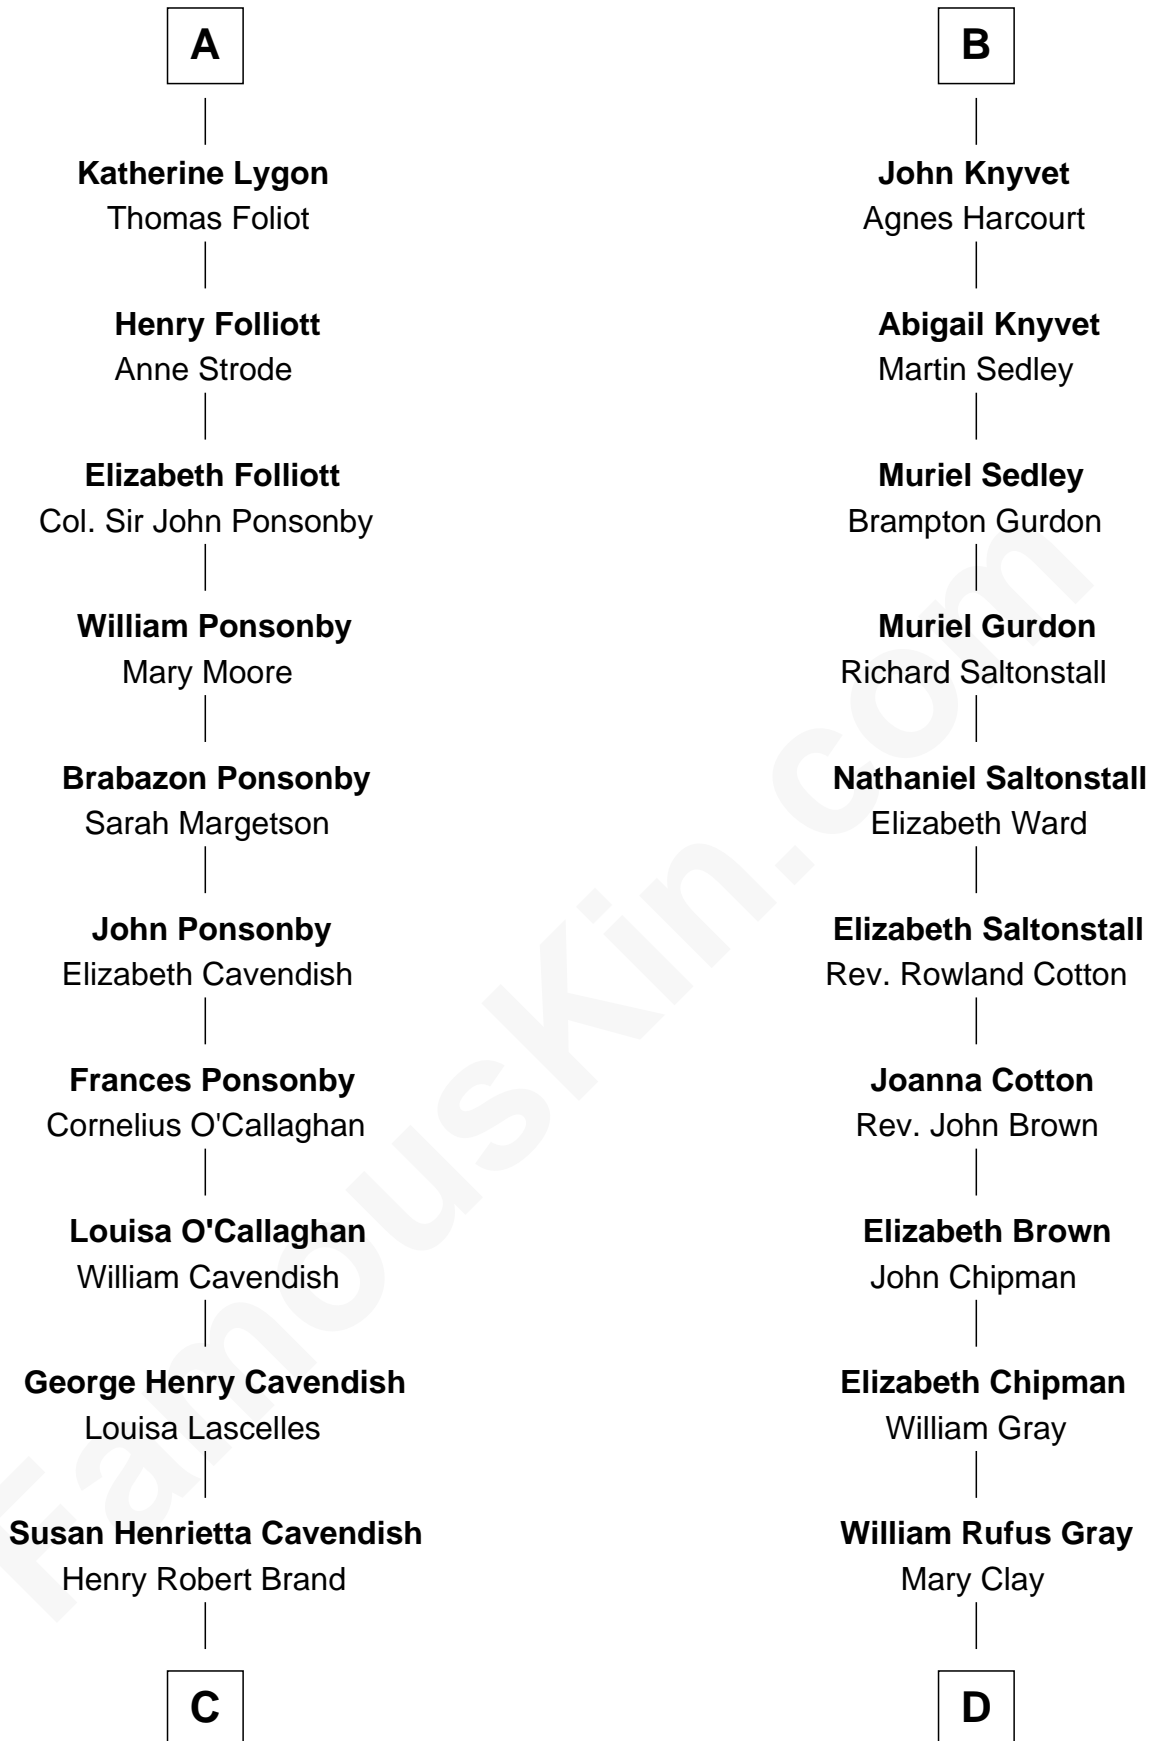 A
Katherine Lygon
Thomas Foliot
Henry Folliott
Anne Strode
Elizabeth Folliott
Col. Sir John Ponsonby
William Ponsonby
Mary Moore
Brabazon Ponsonby
Sarah Margetson
John Ponsonby
Elizabeth Cavendish
Frances Ponsonby
Cornelius O'Callaghan
Louisa O'Callaghan
William Cavendish
George Henry Cavendish
Louisa Lascelles
Susan Henrietta Cavendish
Henry Robert Brand
C
B
John Knyvet
Agnes Harcourt
Abigail Knyvet
Martin Sedley
Muriel Sedley
Brampton Gurdon
Muriel Gurdon
Richard Saltonstall
Nathaniel Saltonstall
Elizabeth Ward
Elizabeth Saltonstall
Rev. Rowland Cotton
Joanna Cotton
Rev. John Brown
Elizabeth Brown
John Chipman
Elizabeth Chipman
William Gray
William Rufus Gray
Mary Clay
D
FamousKin.com